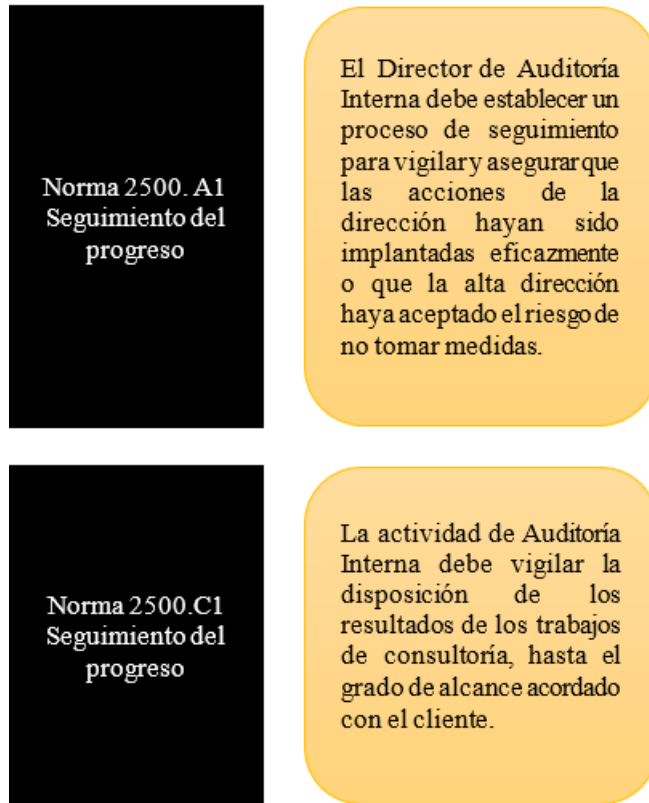 Norma 2500. A1
Seguimiento del
progreso
El Director de Auditoría
Interna debe establecer un
proceso de seguimiento
para vigilar y asegurar que
las acciones de la
dirección hayan sido
implantadas eficazmente
o que la alta dirección
haya aceptado el riesgo de
no tomar medidas.
Norma 2500.C1
Seguimiento del
progreso
La actividad de Auditoría
Interna debe vigilar la
disposición de los
resultados de los trabajos
de consultoría, hasta el
grado de alcance acordado
con el cliente.